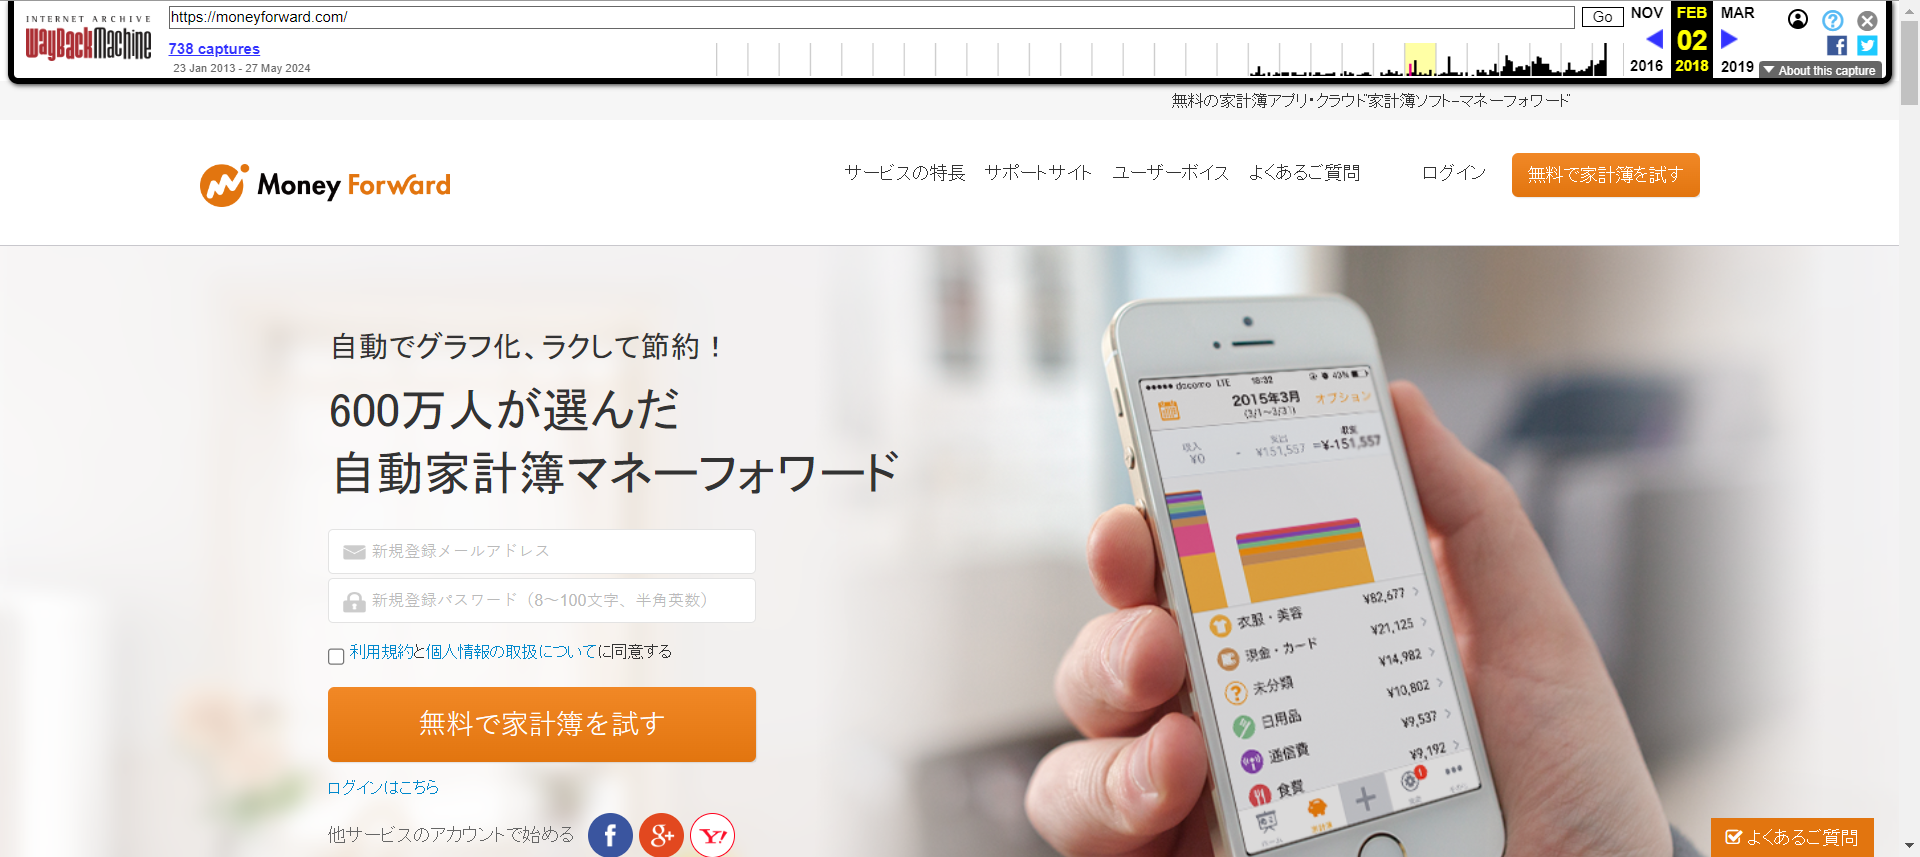 INTERNET ARCHIVE
WayBackMachine
https://moneyforward.com/
Go
738 captures
23 Jan 2013 - 27 May 2024
NOV
FEB
MAR
02
2016
2018
2019
About this capture
無料の家計簿アプリ・クラウド家計簿ソフト-マネーフォワード
Money Forward
サービスの特長 サポートサイト ユーザーボイス よくあるご質問 ログイン 無料で家計簿を試す
自動でグラフ化、ラクして節約！
600万人が選んだ
自動家計簿マネーフォワード
新規登録メールアドレス
新規登録パスワード（8～100文字、半角英数）
利用規約と個人情報の取扱についてに同意する
無料で家計簿を試す
ログインはこちら
他サービスのアカウントで始める
docomo LTE 18:32 43%
2015年3月
(3/1～3/31)
オプション
収入
¥0
-
支出
¥151,557
収支
=¥-151,557
衣服・美容 ¥82,677
現金・カード ¥21,125
未分類 ¥14,982
日用品 ¥10,802
通信費 ¥9,537
食費 ¥9,192
1
よくあるご質問